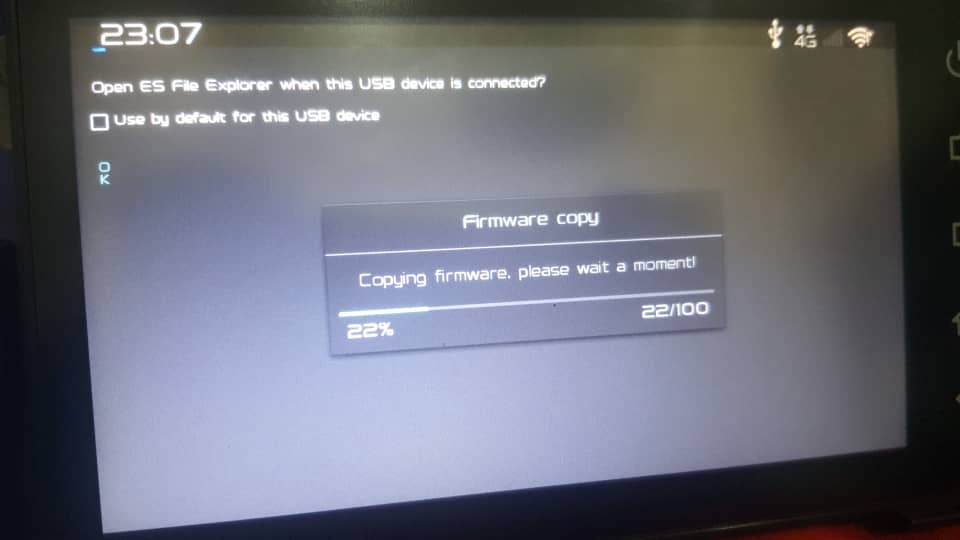 23:07
4G
Open ES File Explorer when this USB device is connected?
Use by default for this USB device
O
K
Firmware copy
Copying firmware, please wait a moment!
22%
22/100